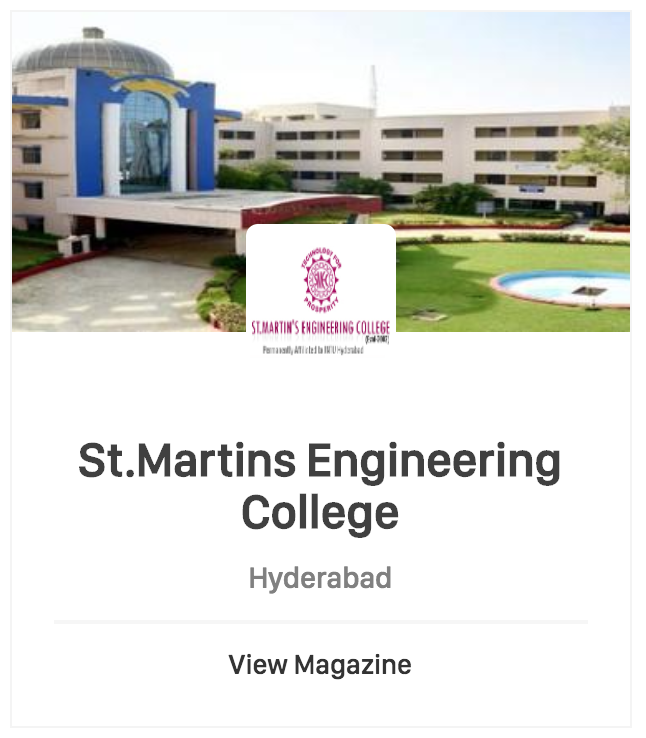 TECHNOLOGY FOR
PROSPERITY
ST.MARTIN'S ENGINEERING COLLEGE
(Estd-2002)
Permanently Affiliated to JNTU Hyderabad
St.Martins Engineering
College
Hyderabad
View Magazine